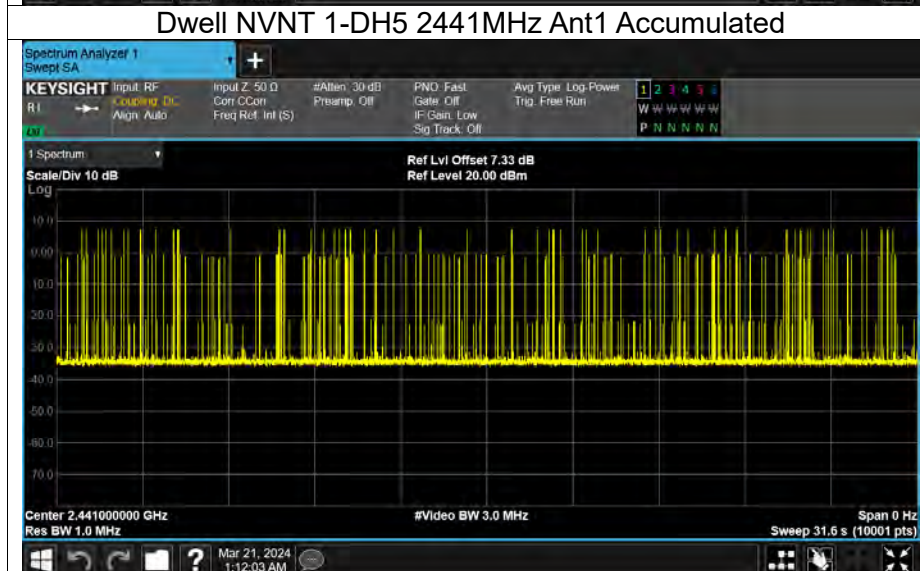 Dwell NVNT 1-DH5 2441MHz Ant1 Accumulated
Spectrum Analyzer 1
Swept SA
+
KEYSIGHT Input: RF Input Z: 50 Ω #Atten: 30 dB PNO: Fast Avg Type: Log-Power 1 2 3 4 5 6
Coupling: DC Corr CCorr Preamp: Off Gate: Off Trig: Free Run W W W W W W
Align: Auto Freq Ref: Int (S) IF Gain: Low
Sig Track: Off P N N N N N
1 Spectrum Ref Lvl Offset 7.33 dB
Scale/Div 10 dB Ref Level 20.00 dBm
Log
10.0
0.00
-10.0
-20.0
-30.0
-40.0
-50.0
-60.0
-70.0
Center 2.441000000 GHz #Video BW 3.0 MHz Span 0 Hz
Res BW 1.0 MHz Sweep 31.6 s (10001 pts)
? Mar 21, 2024
1:12:03 AM